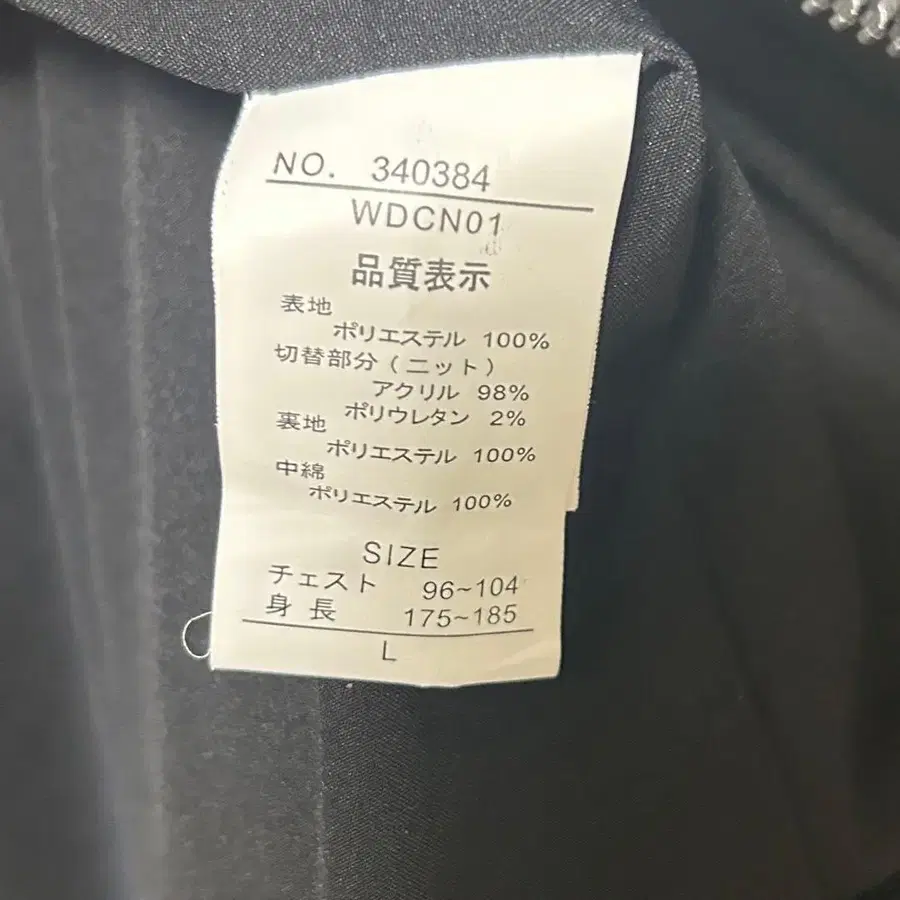 NO. 340384
WDCN01
品質表示
表地
ポリエステル 100%
切替部分(ニット)
アクリル 98%
ポリウレタン 2%
裏地
ポリエステル 100%
中綿
ポリエステル 100%
SIZE
チェスト 96~104
身長 175~185
L